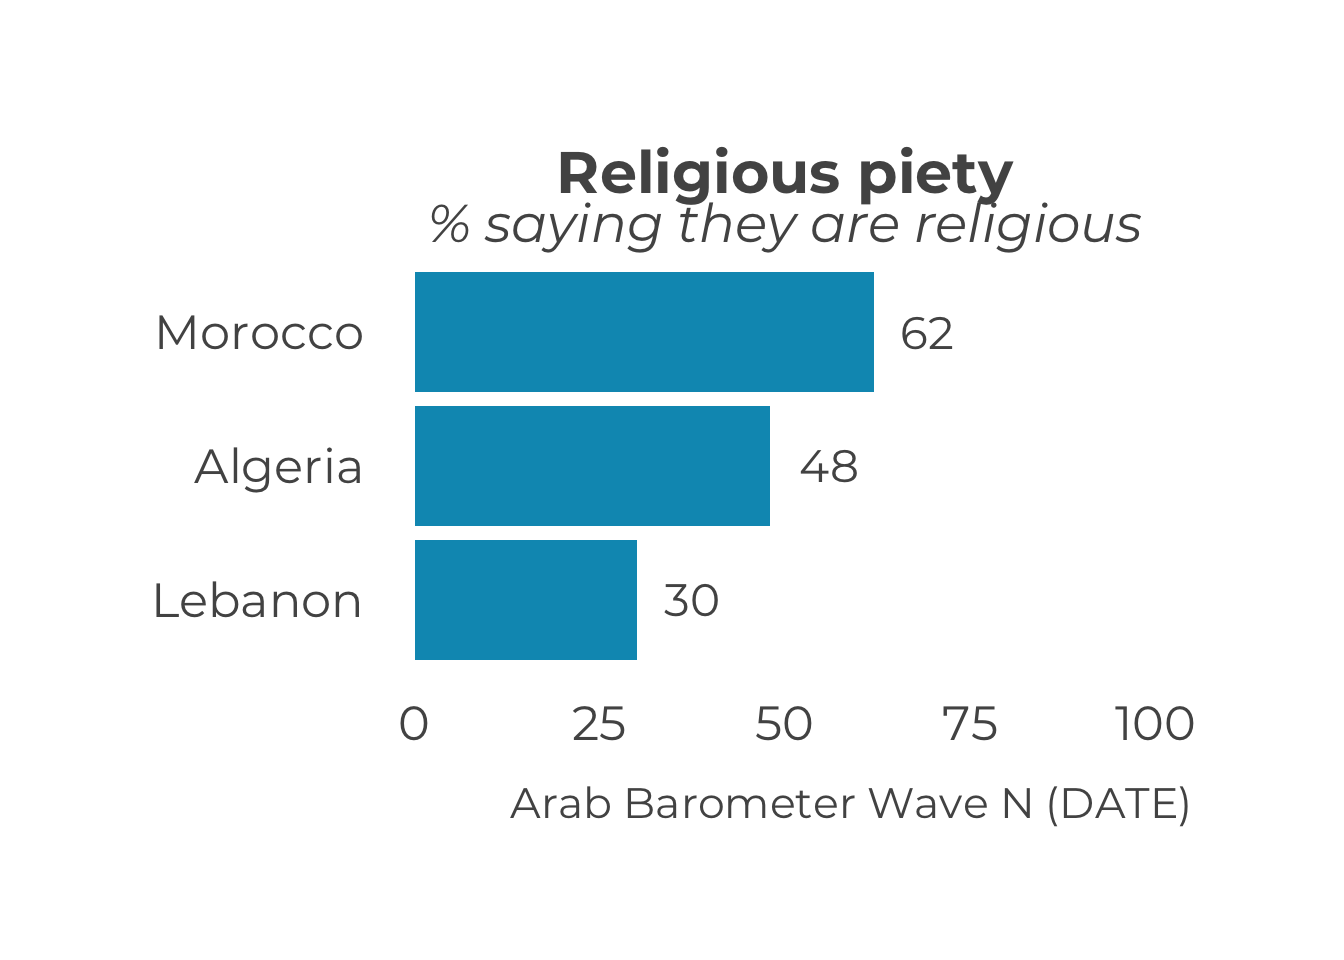 Religious piety
% saying they are religious
Morocco 62
Algeria 48
Lebanon 30
0 25 50 75 100
Arab Barometer Wave N (DATE)